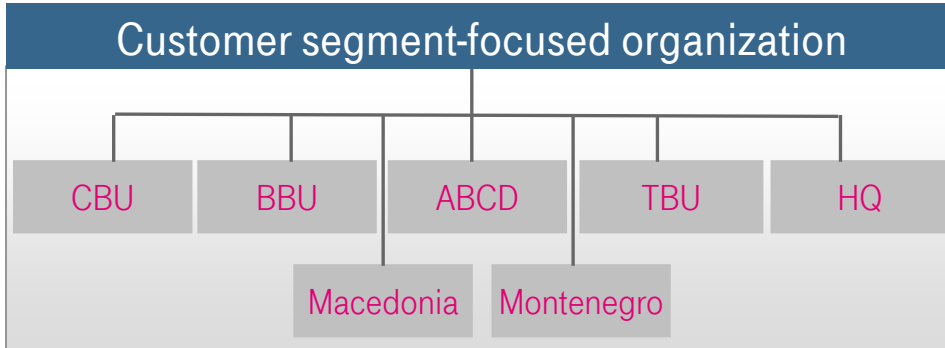 Customer segment-focused organization
CBU
BBU
ABCD
TBU
HQ
Macedonia
Montenegro